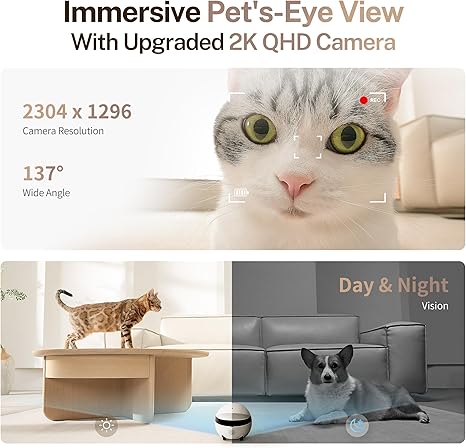 Immersive Pet's-Eye View
With Upgraded 2K QHD Camera
2304 x 1296
Camera Resolution
137°
Wide Angle
REC
Day & Night
Vision